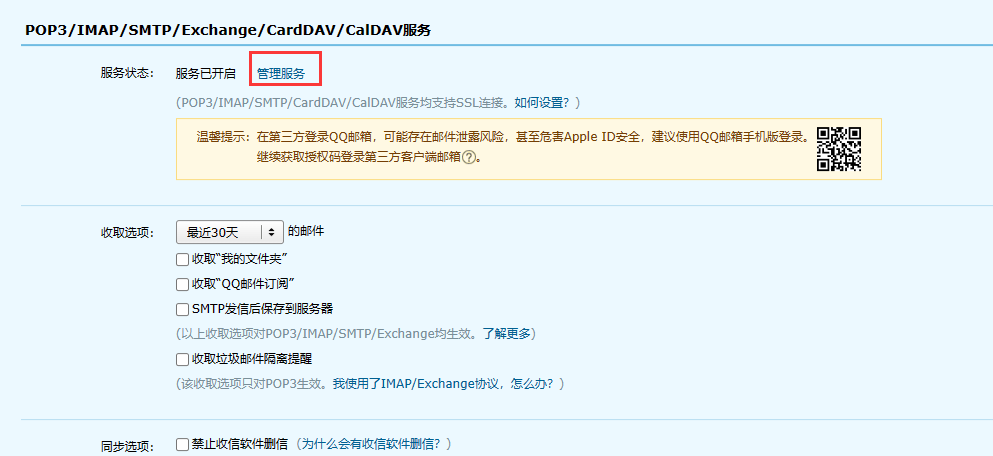 POP3/IMAP/SMTP/Exchange/CardDAV/CalDAV服务
服务状态： 服务已开启 管理服务
(POP3/IMAP/SMTP/CardDAV/CalDAV服务均支持SSL连接。如何设置？)
温馨提示：在第三方登录QQ邮箱，可能存在邮件泄露风险，甚至危害Apple ID安全，建议使用QQ邮箱手机版登录。
继续获取授权码登录第三方客户端邮箱?。
收取选项： 最近30天 的邮件
收取“我的文件夹”
收取“QQ邮件订阅”
SMTP发信后保存到服务器
(以上收取选项对POP3/IMAP/SMTP/Exchange均生效。了解更多)
收取垃圾邮件隔离提醒
(该收取选项只对POP3生效。我使用了IMAP/Exchange协议，怎么办？)
同步选项： 禁止收信软件删信 (为什么会有收信软件删信？)